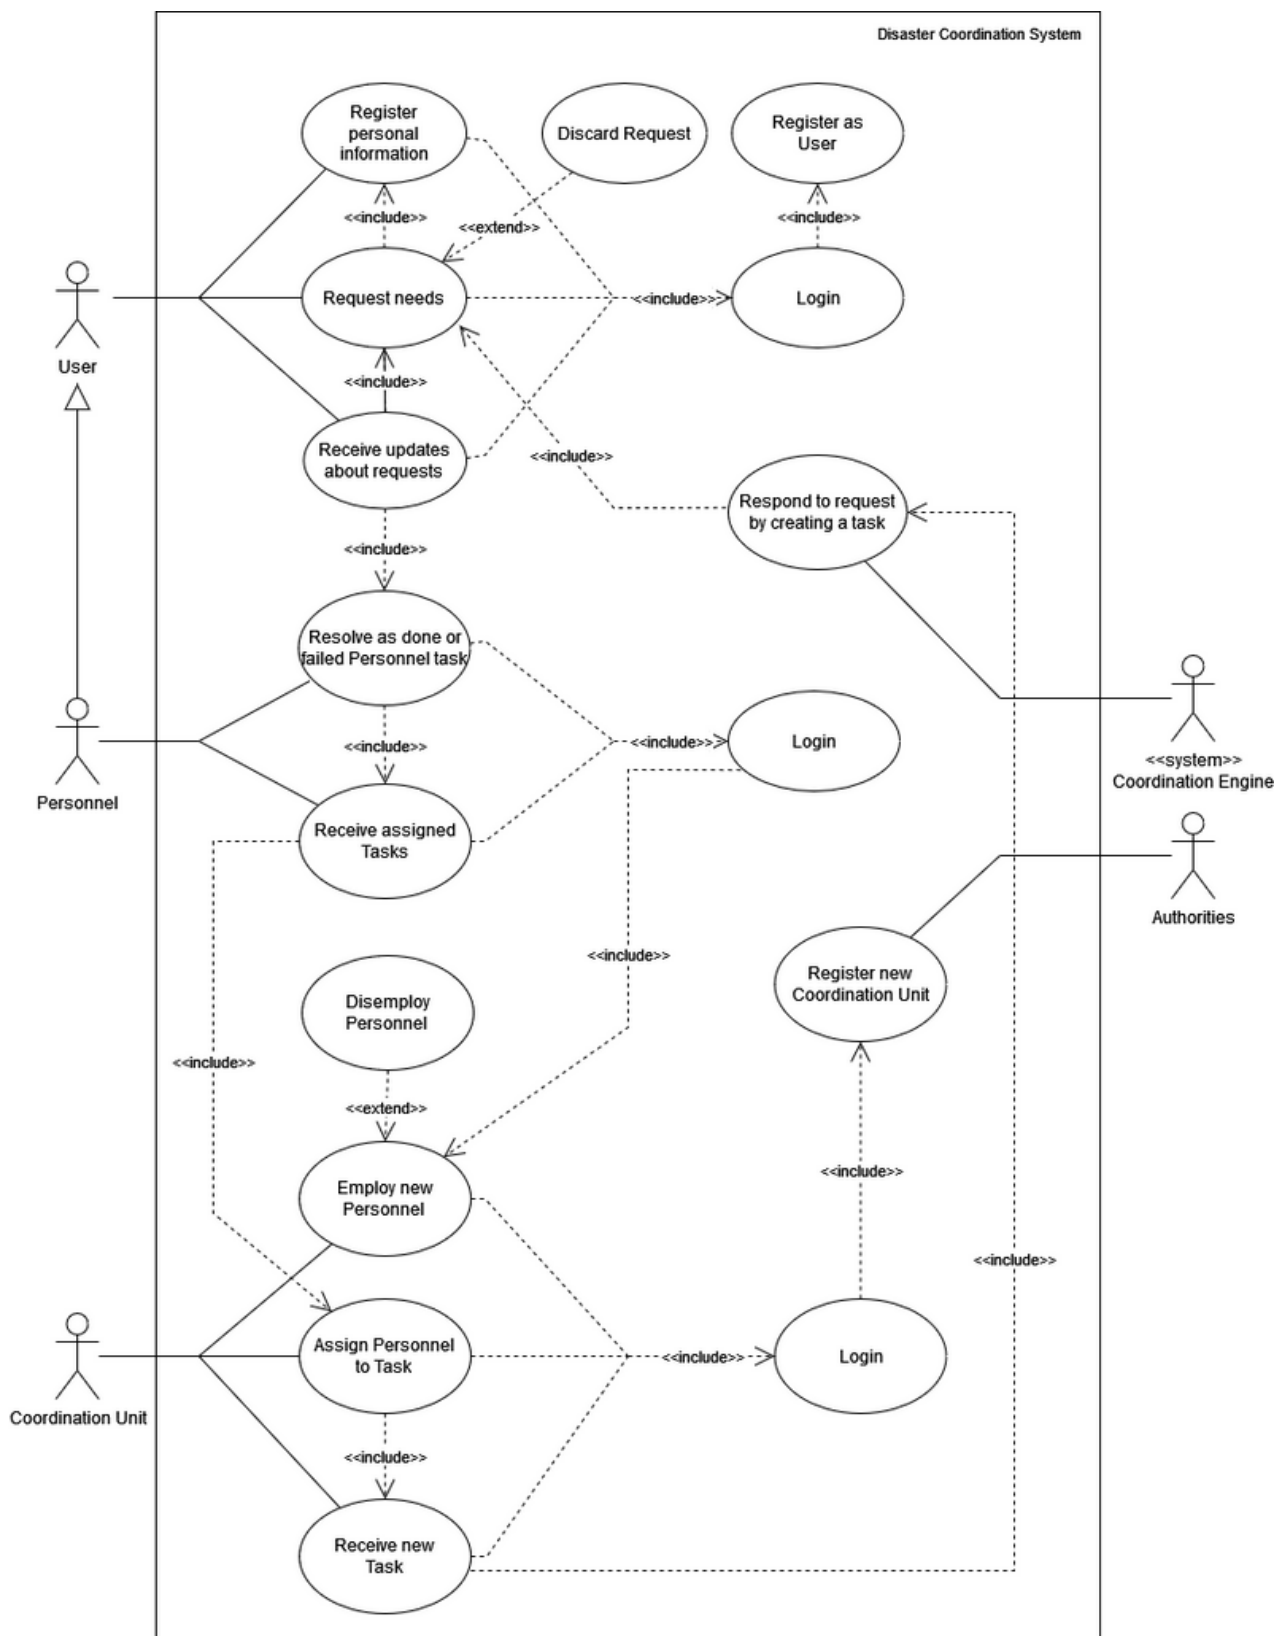 Disaster Coordination System
Register
personal
information
Discard Request
Register as
User
<<include>>
<<extend>>
<<include>>
Request needs
<<include>>
Login
User
<<include>>
Receive updates
about requests
<<include>>
Respond to request
by creating a task
<<include>>
Resolve as done or
failed Personnel task
<<include>>
<<include>>
Login
Personnel
<<system>>
Coordination Engine
Receive assigned
Tasks
Authorities
<<include>>
Register new
Coordination Unit
Disemploy
Personnel
<<include>>
<<extend>>
<<include>>
Employ new
Personnel
<<include>>
Assign Personnel
to Task
<<include>>
Login
Coordination Unit
<<include>>
Receive new
Task